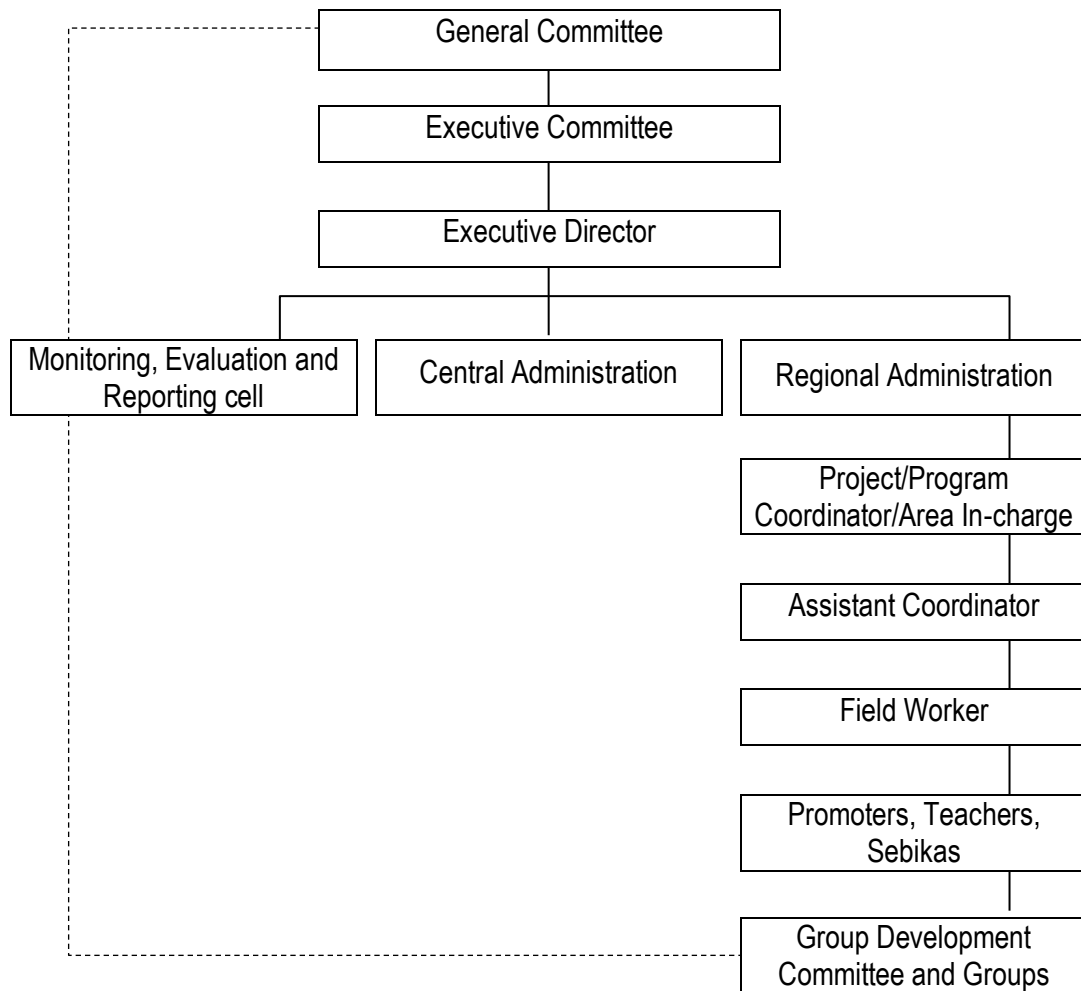 General Committee
Executive Committee
Executive Director
Monitoring, Evaluation and
Reporting cell
Central Administration
Regional Administration
Project/Program
Coordinator/Area In-charge
Assistant Coordinator
Field Worker
Promoters, Teachers,
Sebikas
Group Development
Committee and Groups